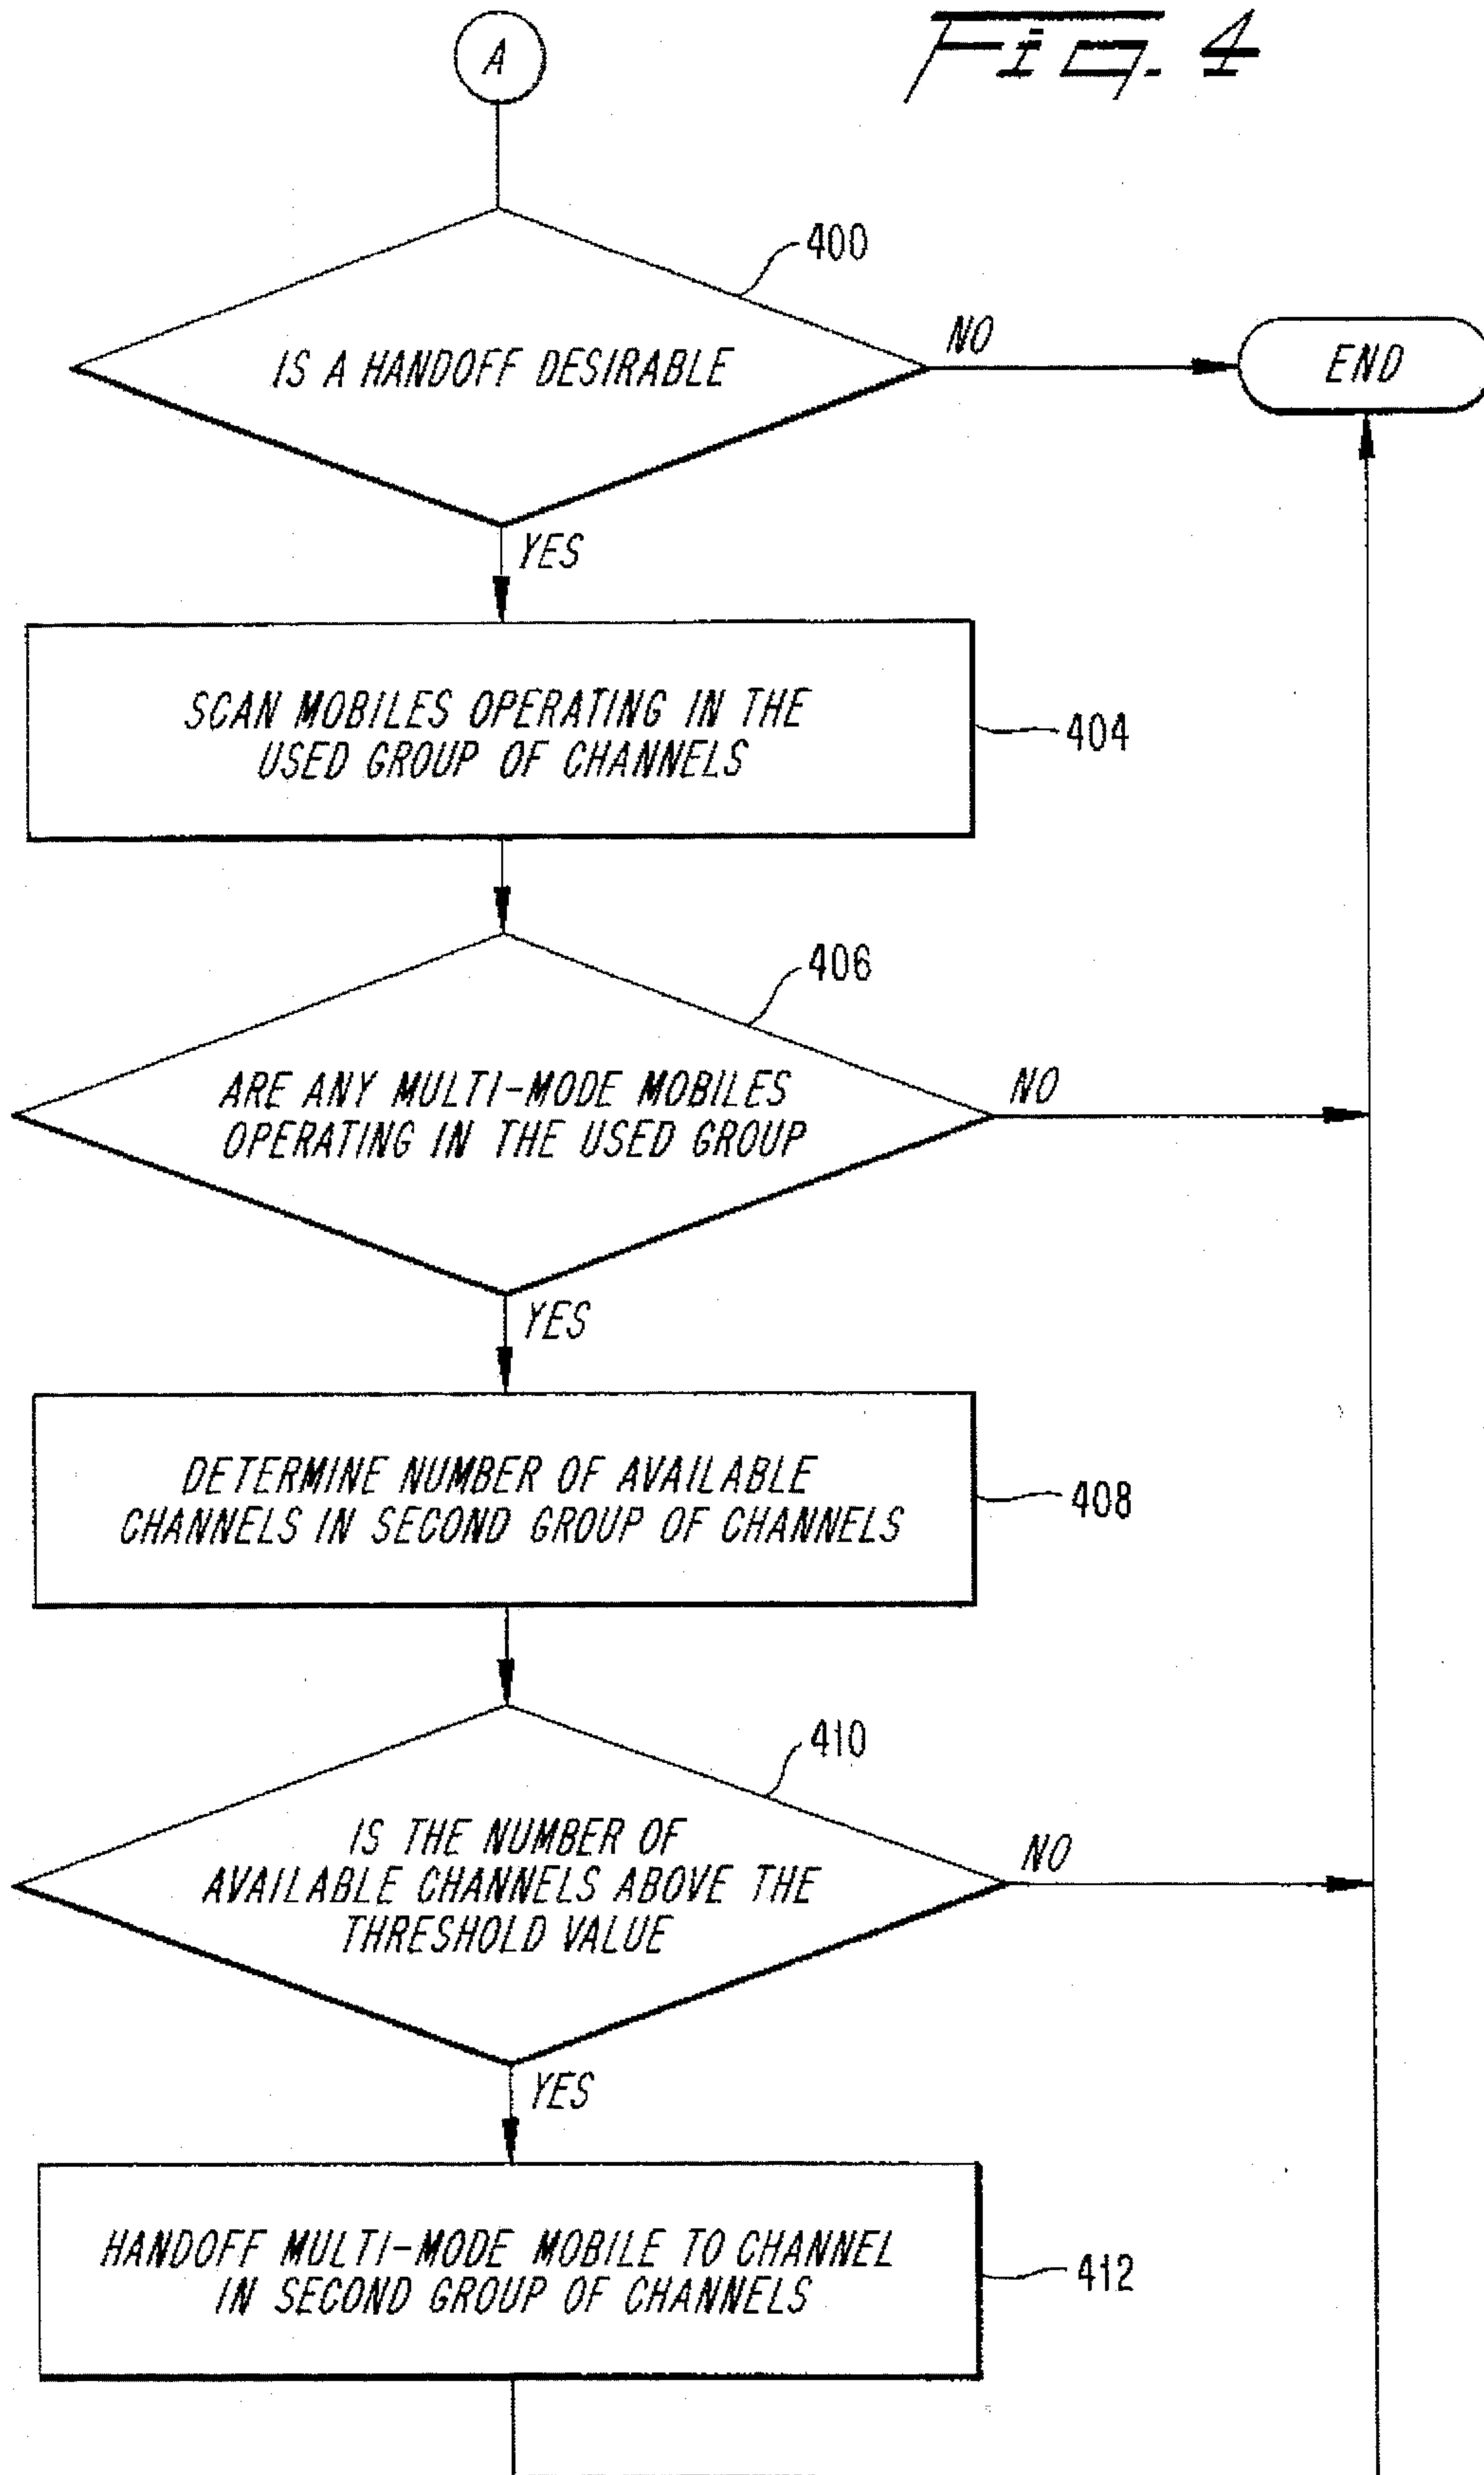 A
FIG. 4
400
IS A HANDOFF DESIRABLE
NO
END
YES
SCAN MOBILES OPERATING IN THE
USED GROUP OF CHANNELS
404
406
ARE ANY MULTI-MODE MOBILES
OPERATING IN THE USED GROUP
NO
YES
DETERMINE NUMBER OF AVAILABLE
CHANNELS IN SECOND GROUP OF CHANNELS
408
410
IS THE NUMBER OF
AVAILABLE CHANNELS ABOVE THE
THRESHOLD VALUE
NO
YES
HANDOFF MULTI-MODE MOBILE TO CHANNEL
IN SECOND GROUP OF CHANNELS
412